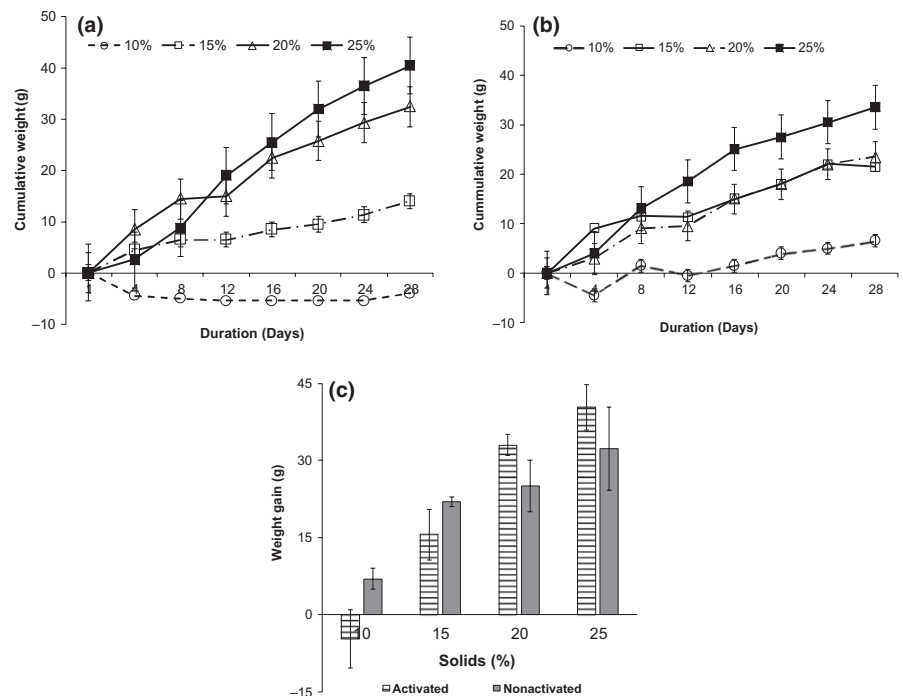 (a)
10% 15% 20% 25%
50
40
30
20
10
0
–10
Cumulative weight (g)
1 4 8 12 16 20 24 28
Duration (Days)
(b)
10% 15% 20% 25%
50
40
30
20
10
0
–10
Cummulative weight (g)
4 8 12 16 20 24 28
Duration (Days)
(c)
45
30
15
0
–15
Weight gain (g)
10 15 20 25
Solids (%)
Activated Nonactivated